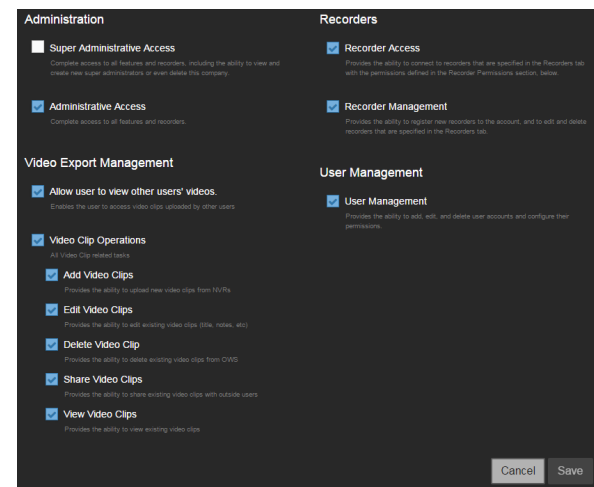 Administration
Super Administrative Access
Complete access to all features and recorders, including the ability to view and
create new super administrators or even delete this company.
Administrative Access
Complete access to all features and recorders.
Video Export Management
Allow user to view other users' videos.
Enables the user to access video clips uploaded by other users
Video Clip Operations
All Video Clip related tasks
Add Video Clips
Provides the ability to upload new video clips from NVRs
Edit Video Clips
Provides the ability to edit existing video clips (title, notes, etc)
Delete Video Clip
Provides the ability to delete existing video clips from OWS
Share Video Clips
Provides the ability to share existing video clips with outside users
View Video Clips
Provides the ability to view existing video clips
Recorders
Recorder Access
Provides the ability to connect to recorders that are specified in the Recorders tab
with the permissions defined in the Recorder Permissions section, below.
Recorder Management
Provides the ability to register new recorders to the account, and to edit and delete
recorders that are specified in the Recorders tab.
User Management
User Management
Provides the ability to add, edit, and delete user accounts and configure their
permissions.
Cancel
Save